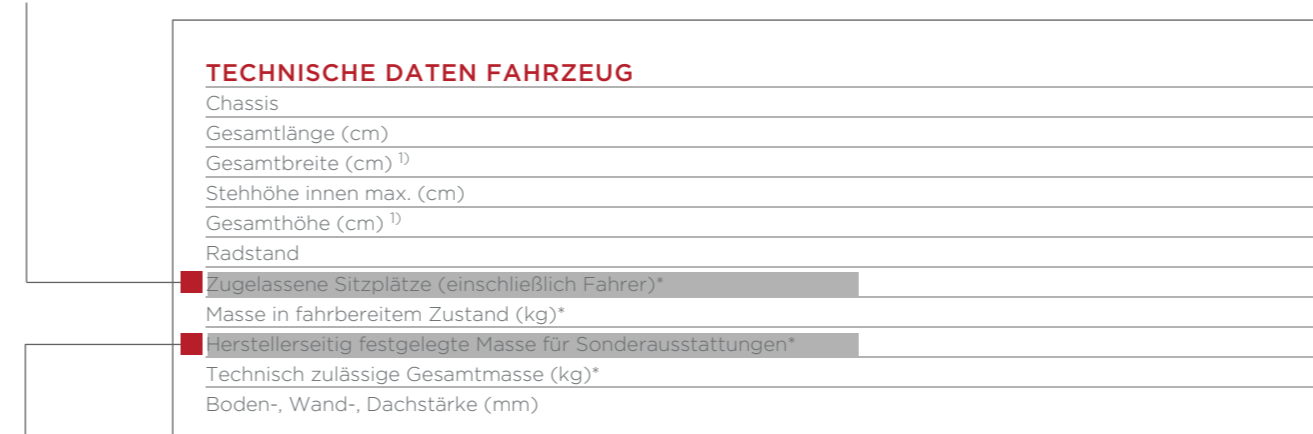 TECHNISCHE DATEN FAHRZEUG
Chassis
Gesamtlänge (cm)
Gesamtbreite (cm) 1)
Stehhöhe innen max. (cm)
Gesamthöhe (cm) 1)
Radstand
Zugelassene Sitzplätze (einschließlich Fahrer)*
Masse in fahrbereitem Zustand (kg)*
Herstellerseitig festgelegte Masse für Sonderausstattungen*
Technisch zulässige Gesamtmasse (kg)*
Boden-, Wand-, Dachstärke (mm)